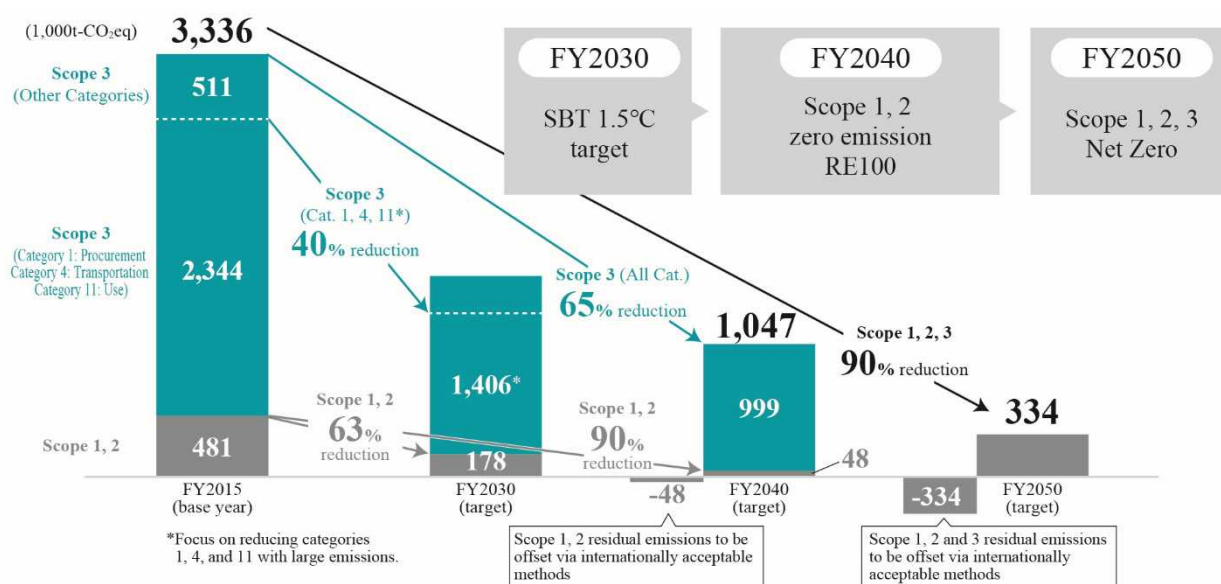 (1,000t-CO₂eq)
3,336
Scope 3
(Other Categories)
511
Scope 3
(Category 1: Procurement
Category 4: Transportation
Category 11: Use)
2,344
Scope 1, 2
481
FY2015
(base year)
*Focus on reducing categories
1, 4, and 11 with large emissions.
Scope 3
(Cat. 1, 4, 11*)
40% reduction
Scope 1, 2
63%
reduction
1,406*
178
FY2030
(target)
Scope 3 (All Cat.)
65% reduction
Scope 1, 2
90%
reduction
1,047
999
48
-48
FY2040
(target)
Scope 1, 2 residual emissions to be
offset via internationally acceptable
methods
Scope 1, 2, 3
90% reduction
334
-334
FY2050
(target)
Scope 1, 2 and 3 residual emissions
to be offset via internationally
acceptable methods
FY2030
SBT 1.5℃
target
FY2040
Scope 1, 2
zero emission
RE100
FY2050
Scope 1, 2, 3
Net Zero